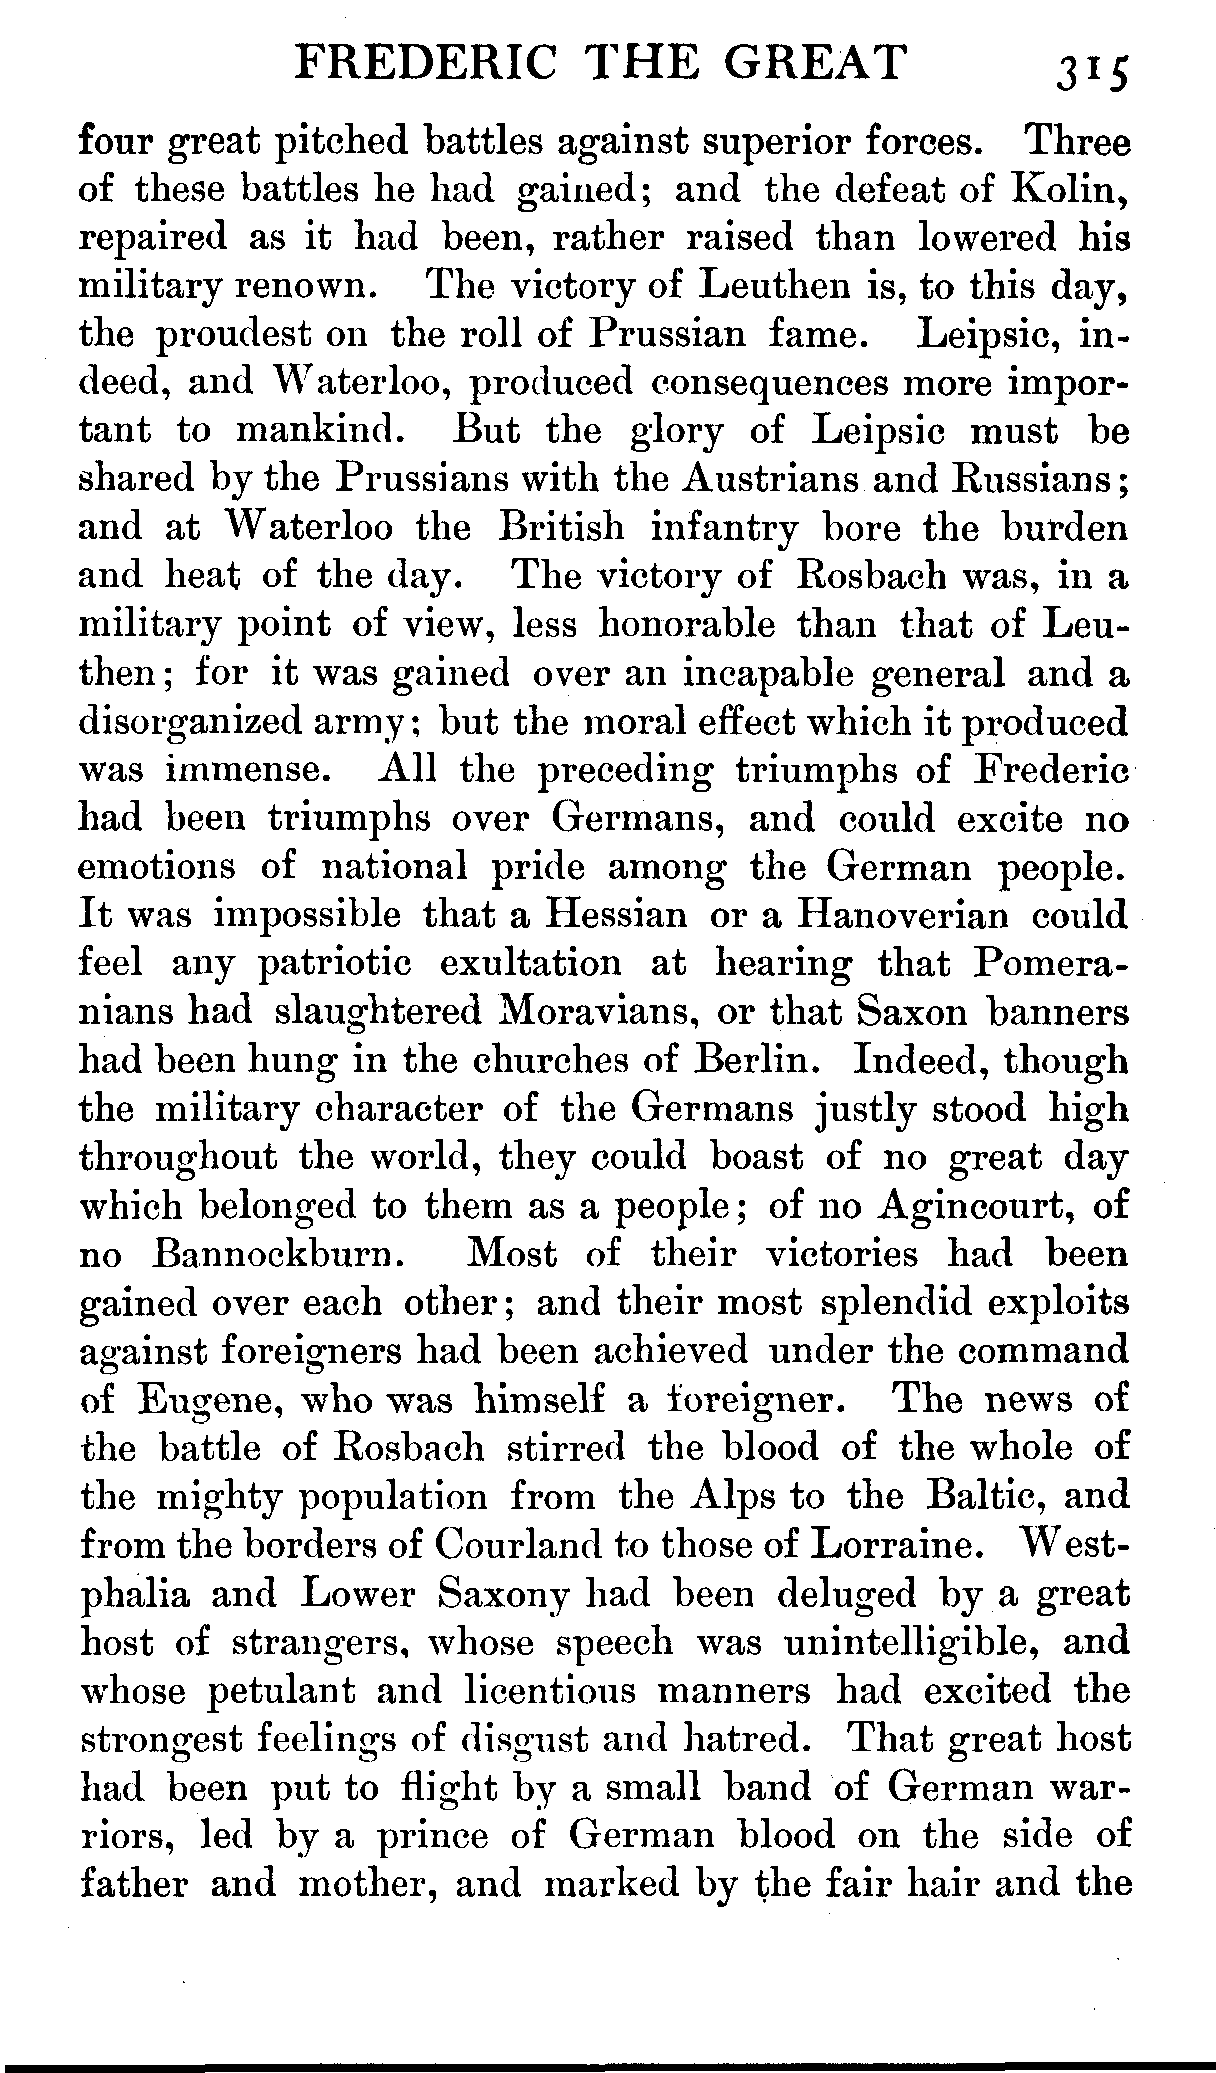 FREDERIC THE GREAT 315
four great pitched battles against superior forces. Three
of these battles he had gained; and the defeat of Kolin,
repaired as it had been, rather raised than lowered his
military renown. The victory of Leuthen is, to this day,
the proudest on the roll of Prussian fame. Leipsic, in-
deed, and Waterloo, produced consequences more impor-
tant to mankind. But the glory of Leipsic must be
shared by the Prussians with the Austrians and Russians;
and at Waterloo the British infantry bore the burden
and heat of the day. The victory of Rosbach was, in a
military point of view, less honorable than that of Leu-
then; for it was gained over an incapable general and a
disorganized army; but the moral effect which it produced
was immense. All the preceding triumphs of Frederic
had been triumphs over Germans, and could excite no
emotions of national pride among the German people.
It was impossible that a Hessian or a Hanoverian could
feel any patriotic exultation at hearing that Pomera-
nians had slaughtered Moravians, or that Saxon banners
had been hung in the churches of Berlin. Indeed, though
the military character of the Germans justly stood high
throughout the world, they could boast of no great day
which belonged to them as a people; of no Agincourt, of
no Bannockburn. Most of their victories had been
gained over each other; and their most splendid exploits
against foreigners had been achieved under the command
of Eugene, who was himself a foreigner. The news of
the battle of Rosbach stirred the blood of the whole of
the mighty population from the Alps to the Baltic, and
from the borders of Courland to those of Lorraine. West-
phalia and Lower Saxony had been deluged by a great
host of strangers, whose speech was unintelligible, and
whose petulant and licentious manners had excited the
strongest feelings of disgust and hatred. That great host
had been put to flight by a small band of German war-
riors, led by a prince of German blood on the side of
father and mother, and marked by the fair hair and the